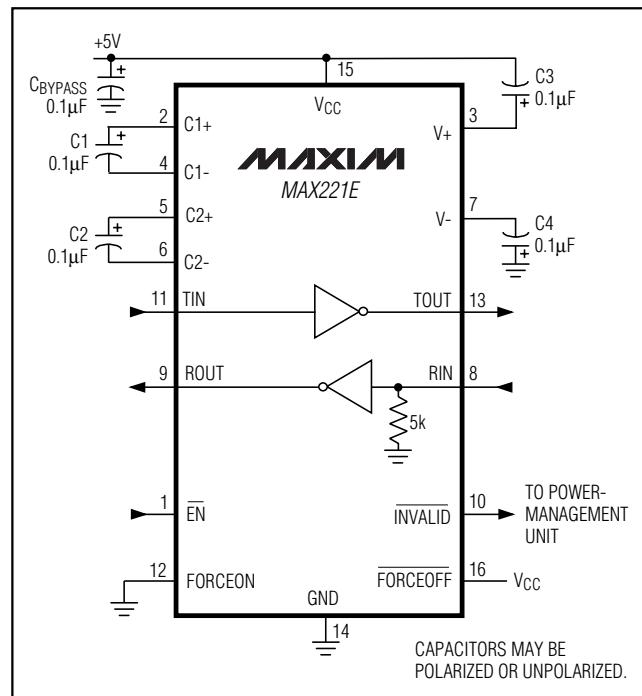 +5V
CBYPASS
0.1µF
15
VCC
C3
0.1µF
2
C1+
C1
0.1µF
4
C1-
3
V+
MAXIM
MAX221E
5
C2+
C2
0.1µF
6
C2-
7
V-
C4
0.1µF
11
TIN
TOUT
13
9
ROUT
RIN
8
5k
1
EN
INVALID
10
TO POWER-
MANAGEMENT
UNIT
12
FORCEON
FORCEOFF
16
VCC
GND
14
CAPACITORS MAY BE
POLARIZED OR UNPOLARIZED.